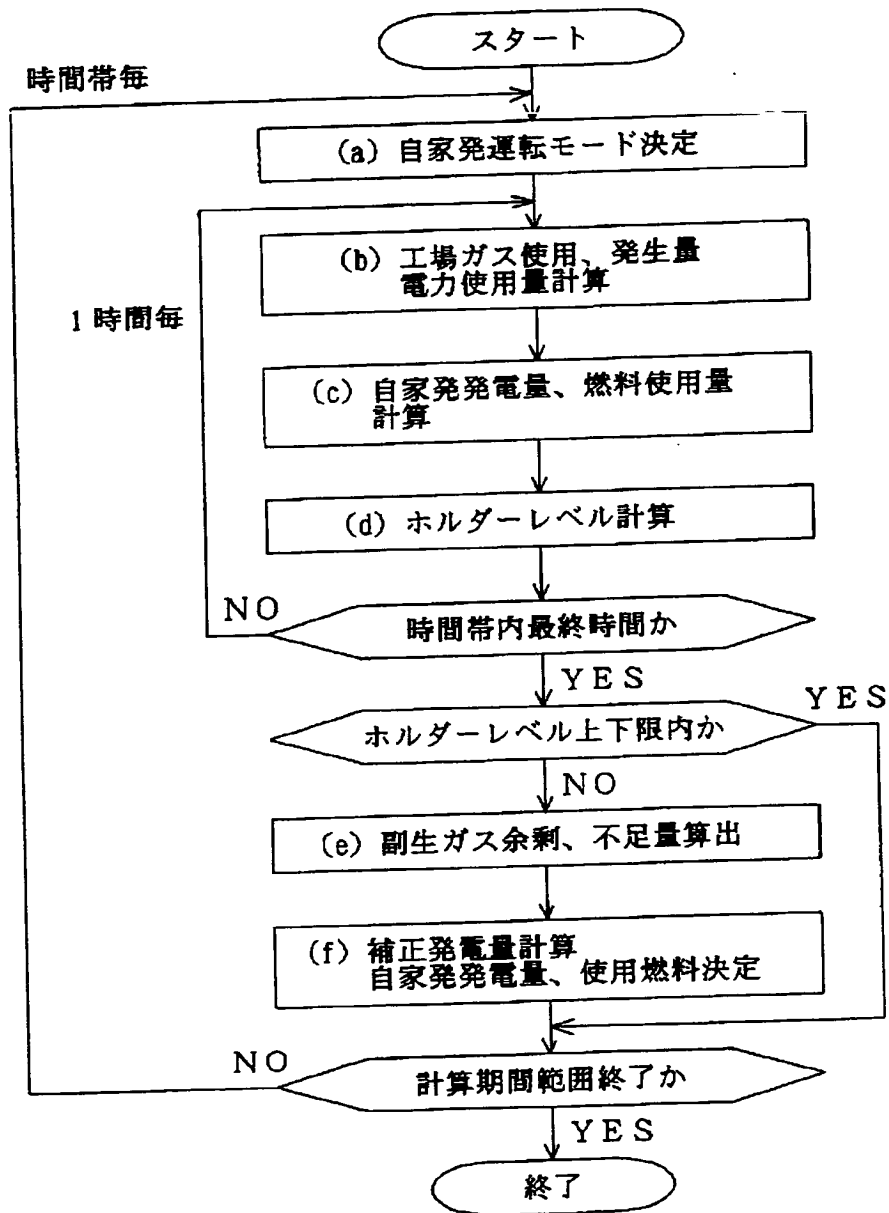 スタート
時間帯毎
(a) 自家発運転モード決定
(b) 工場ガス使用、発生量
電力使用量計算
1時間毎
(c) 自家発発電量、燃料使用量
計算
(d) ホルダーレベル計算
NO
時間帯内最終時間か
YES
YES
ホルダーレベル上下限内か
NO
(e) 副生ガス余剰、不足量算出
(f) 補正発電量計算
自家発発電量、使用燃料決定
NO
計算期間範囲終了か
YES
終了